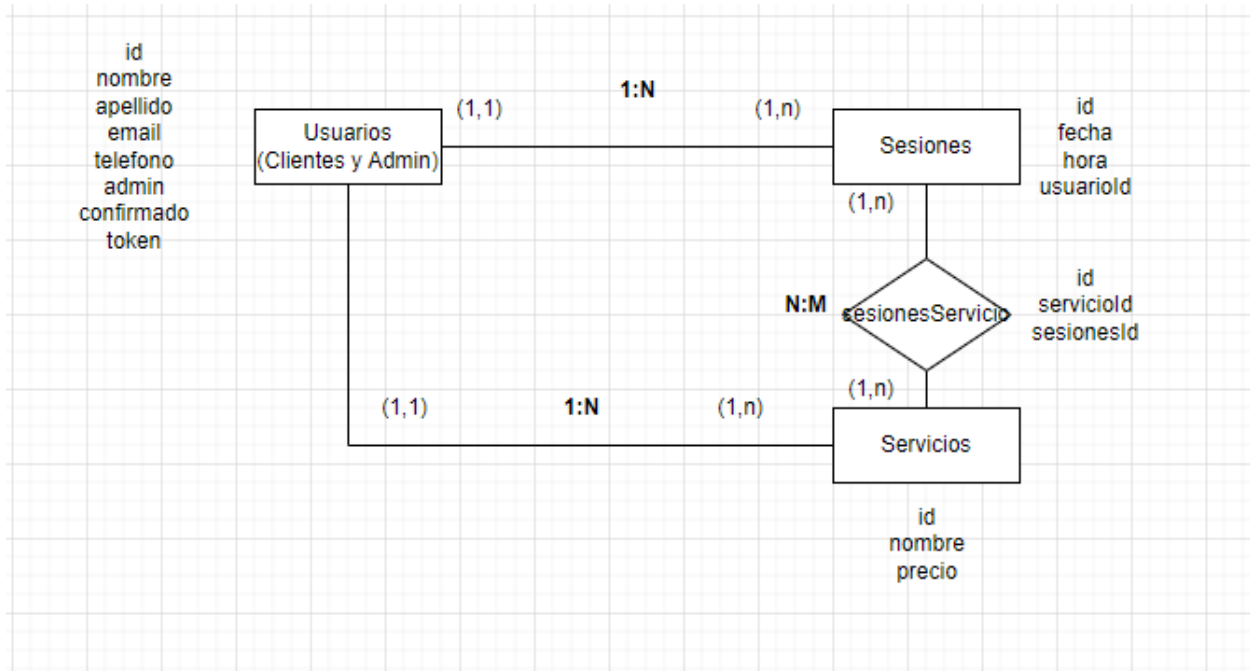 id
nombre
apellido
email
telefono
admin
confirmado
token
Usuarios
(Clientes y Admin)
(1,1)
1:N
(1,n)
Sesiones
id
fecha
hora
usuarioId
(1,n)
N:M
sesionesServicio
id
servicioId
sesionesId
(1,n)
(1,1)
1:N
(1,n)
Servicios
id
nombre
precio